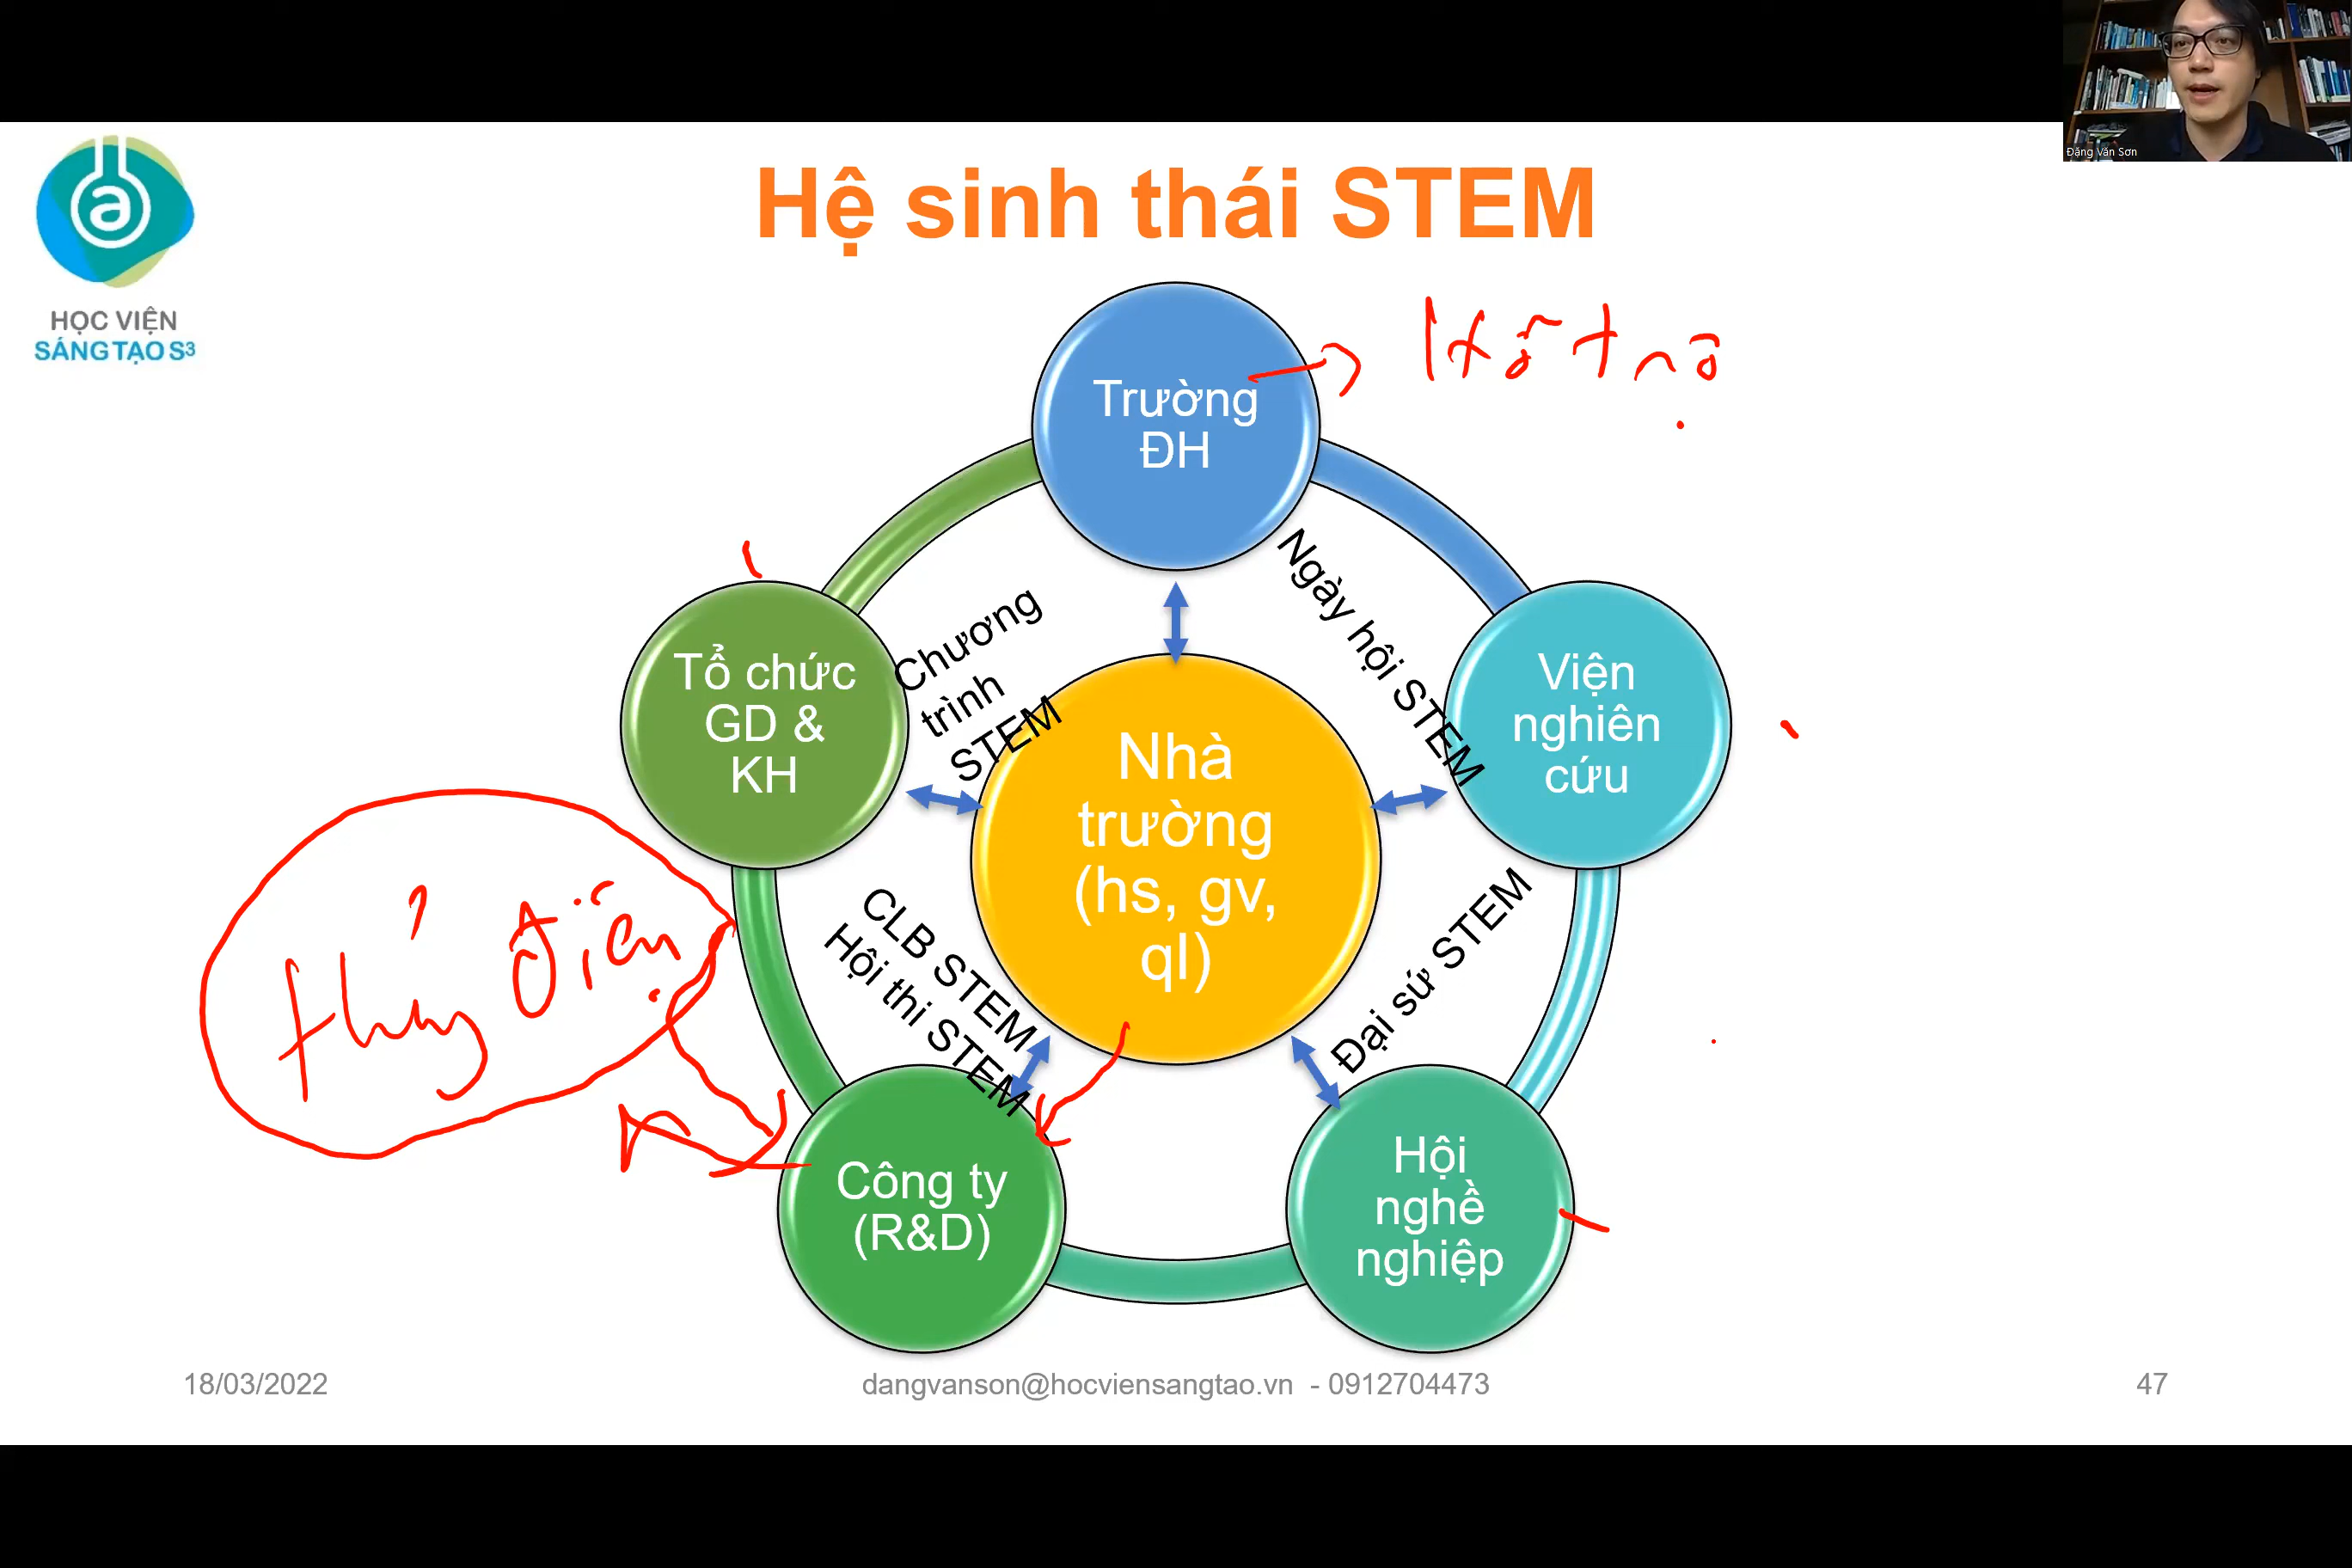 Đặng Văn Sơn
HỌC VIỆN
SÁNG TẠO S3
Hệ sinh thái STEM
Trường
ĐH
Hỗ trợ
Ngày hội STEM
Chương
trình
STEM
Tổ chức
GD &
KH
Viện
nghiên
cứu
Nhà
trường
(hs, gv,
ql)
thủy điện
CLB STEM
Hội thi STEM
Đại sứ STEM
Công ty
(R&D)
Hội
nghề
nghiệp
18/03/2022
dangvanson@hocviensangtao.vn - 0912704473
47